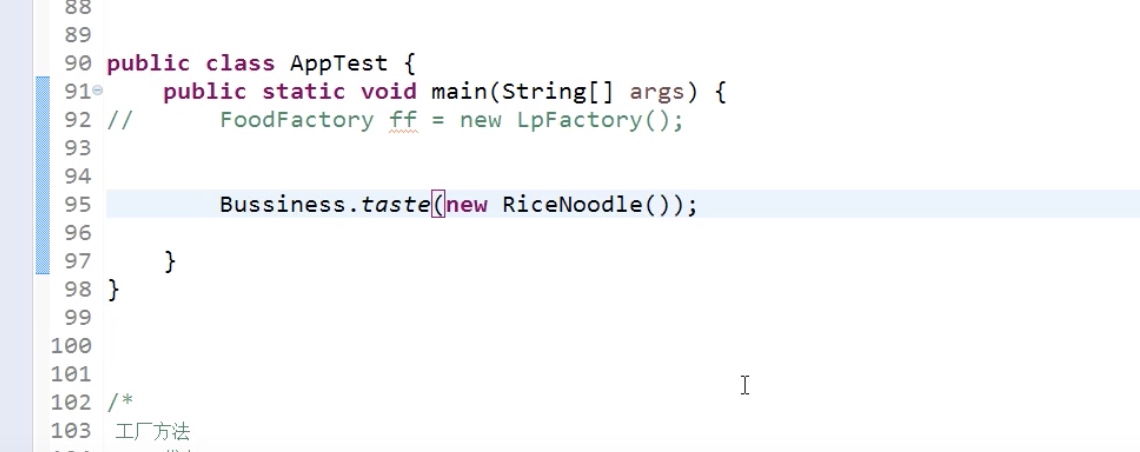 88
89
90 public class AppTest {
91 public static void main(String[] args) {
92 // FoodFactory ff = new LpFactory();
93
94
95 Bussiness.taste(new RiceNoodle());
96
97 }
98 }
99
100
101
102 /*
103 工厂方法